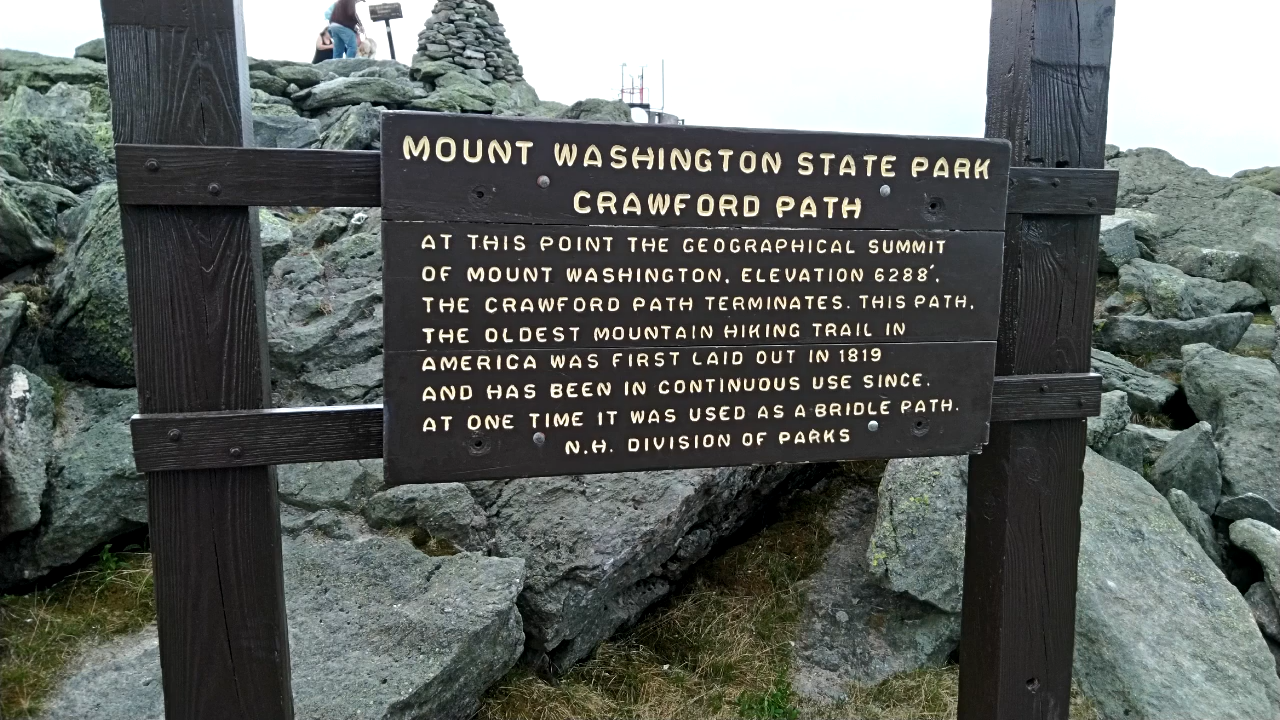 MOUNT WASHINGTON STATE PARK
CRAWFORD PATH
AT THIS POINT THE GEOGRAPHICAL SUMMIT
OF MOUNT WASHINGTON, ELEVATION 6288',
THE CRAWFORD PATH TERMINATES. THIS PATH,
THE OLDEST MOUNTAIN HIKING TRAIL IN
AMERICA WAS FIRST LAID OUT IN 1819
AND HAS BEEN IN CONTINUOUS USE SINCE.
AT ONE TIME IT WAS USED AS A BRIDLE PATH.
N.H. DIVISION OF PARKS